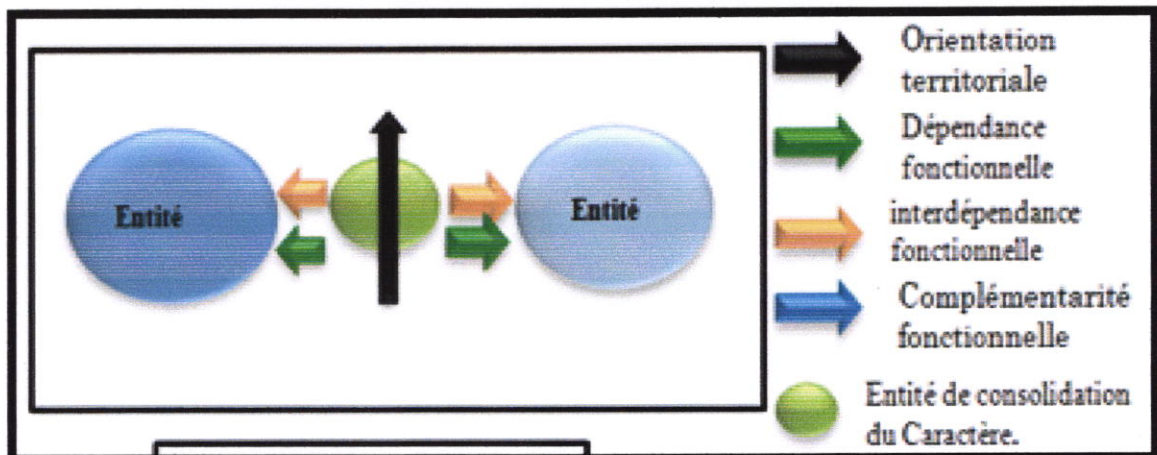 Entité
Entité
Orientation
territoriale
Dépendance
fonctionnelle
interdépendance
fonctionnelle
Complémentarité
fonctionnelle
Entité de consolidation
du Caractère.